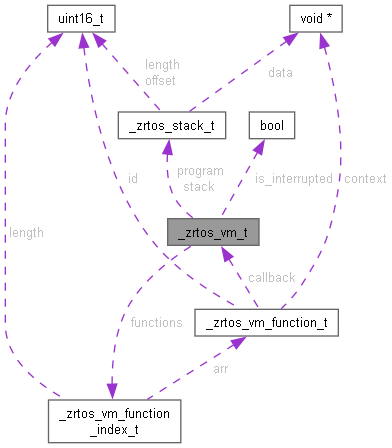 uint16_t
void *
length
offset
data
_zrtos_stack_t
bool
program
stack
id
is_interrupted
context
_zrtos_vm_t
length
callback
functions
_zrtos_vm_function_t
arr
_zrtos_vm_function
_index_t